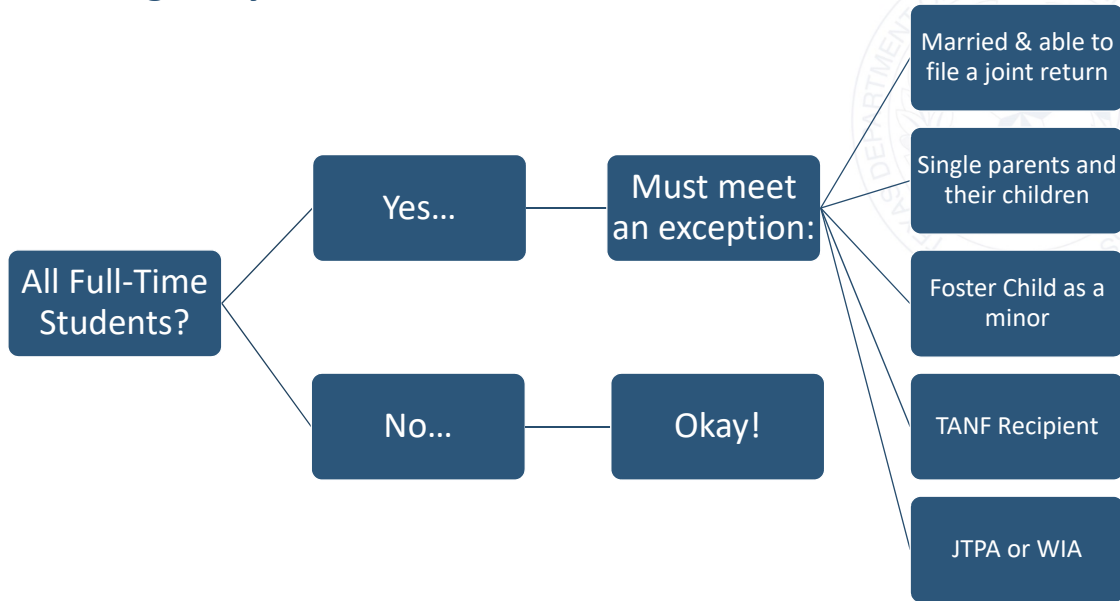 All Full-Time
Students?
Yes...
No...
Must meet
an exception:
Okay!
Married & able to
file a joint return
Single parents and
their children
Foster Child as a
minor
TANF Recipient
JTPA or WIA